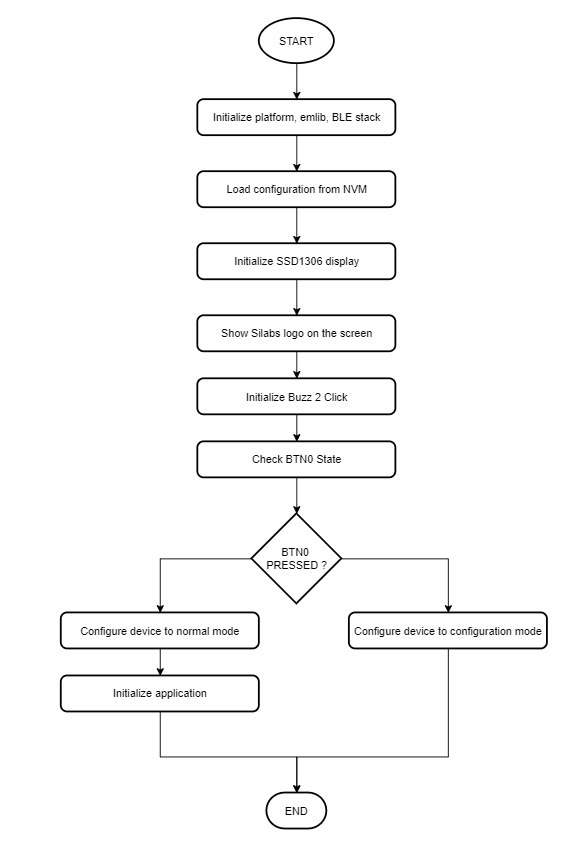 START
Initialize platform, emlib, BLE stack
Load configuration from NVM
Initialize SSD1306 display
Show Silabs logo on the screen
Initialize Buzz 2 Click
Check BTN0 State
BTN0
PRESSED ?
Configure device to normal mode
Configure device to configuration mode
Initialize application
END